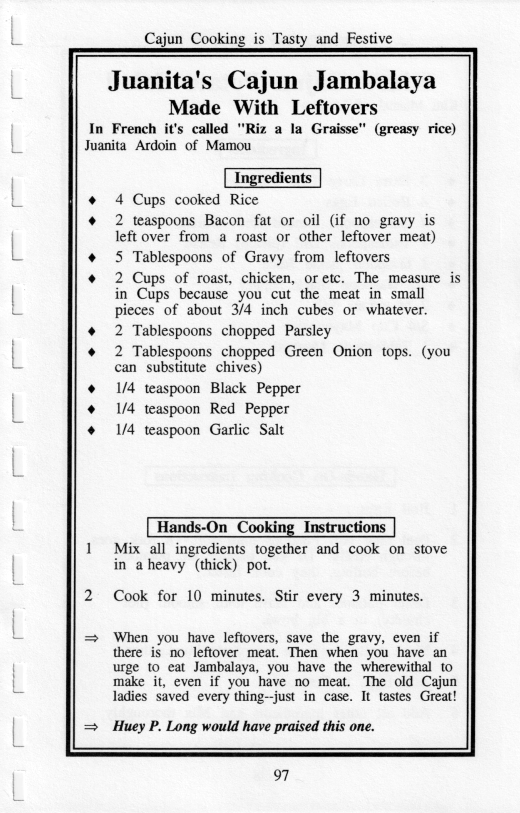 Cajun Cooking is Tasty and Festive
Juanita's Cajun Jambalaya
Made With Leftovers
In French it's called "Riz a la Graisse" (greasy rice)
Juanita Ardoin of Mamou
Ingredients
♦ 4 Cups cooked Rice
♦ 2 teaspoons Bacon fat or oil (if no gravy is
left over from a roast or other leftover meat)
♦ 5 Tablespoons of Gravy from leftovers
♦ 2 Cups of roast, chicken, or etc. The measure is
in Cups because you cut the meat in small
pieces of about 3/4 inch cubes or whatever.
♦ 2 Tablespoons chopped Parsley
♦ 2 Tablespoons chopped Green Onion tops. (you
can substitute chives)
♦ 1/4 teaspoon Black Pepper
♦ 1/4 teaspoon Red Pepper
♦ 1/4 teaspoon Garlic Salt
Hands-On Cooking Instructions
1 Mix all ingredients together and cook on stove
in a heavy (thick) pot.
2 Cook for 10 minutes. Stir every 3 minutes.
⇒ When you have leftovers, save the gravy, even if
there is no leftover meat. Then when you have an
urge to eat Jambalaya, you have the wherewithal to
make it, even if you have no meat. The old Cajun
ladies saved every thing--just in case. It tastes Great!
⇒ Huey P. Long would have praised this one.
97